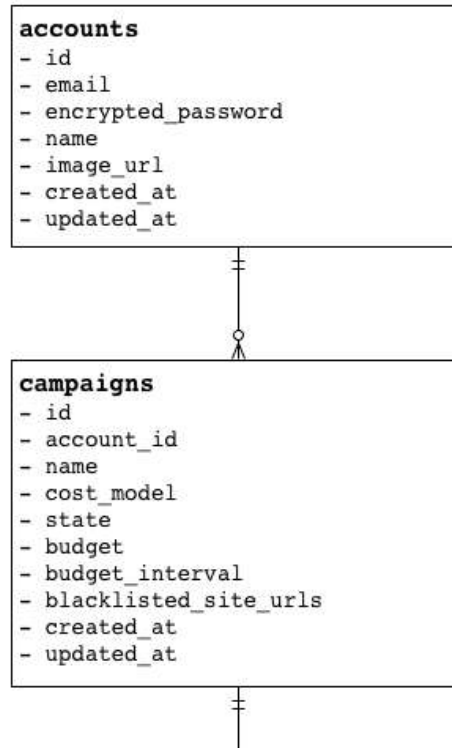 accounts
- id
- email
- encrypted_password
- name
- image_url
- created_at
- updated_at
campaigns
- id
- account_id
- name
- cost_model
- state
- budget
- budget_interval
- blacklisted_site_urls
- created_at
- updated_at